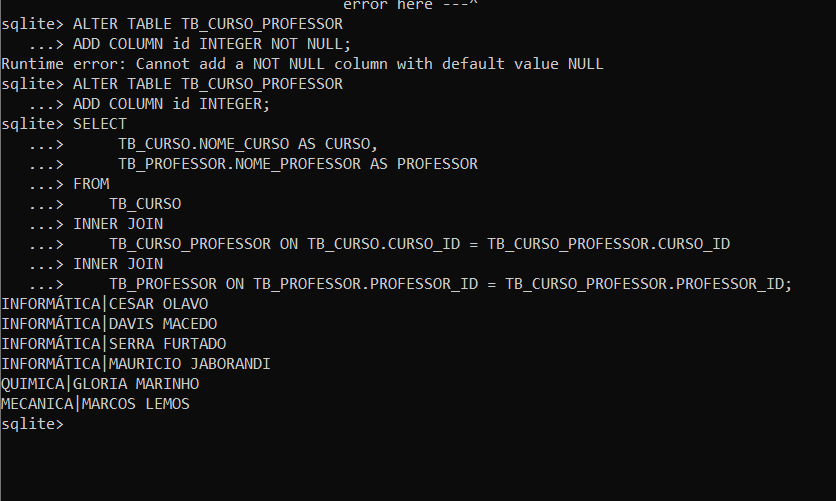 error here ---^
sqlite> ALTER TABLE TB_CURSO_PROFESSOR
...> ADD COLUMN id INTEGER NOT NULL;
Runtime error: Cannot add a NOT NULL column with default value NULL
sqlite> ALTER TABLE TB_CURSO_PROFESSOR
...> ADD COLUMN id INTEGER;
sqlite> SELECT
...> TB_CURSO.NOME_CURSO AS CURSO,
...> TB_PROFESSOR.NOME_PROFESSOR AS PROFESSOR
...> FROM
...> TB_CURSO
...> INNER JOIN
...> TB_CURSO_PROFESSOR ON TB_CURSO.CURSO_ID = TB_CURSO_PROFESSOR.CURSO_ID
...> INNER JOIN
...> TB_PROFESSOR ON TB_PROFESSOR.PROFESSOR_ID = TB_CURSO_PROFESSOR.PROFESSOR_ID;
INFORMÁTICA|CESAR OLAVO
INFORMÁTICA|DAVIS MACEDO
INFORMÁTICA|SERRA FURTADO
INFORMÁTICA|MAURICIO JABORANDI
QUIMICA|GLORIA MARINHO
MECANICA|MARCOS LEMOS
sqlite>